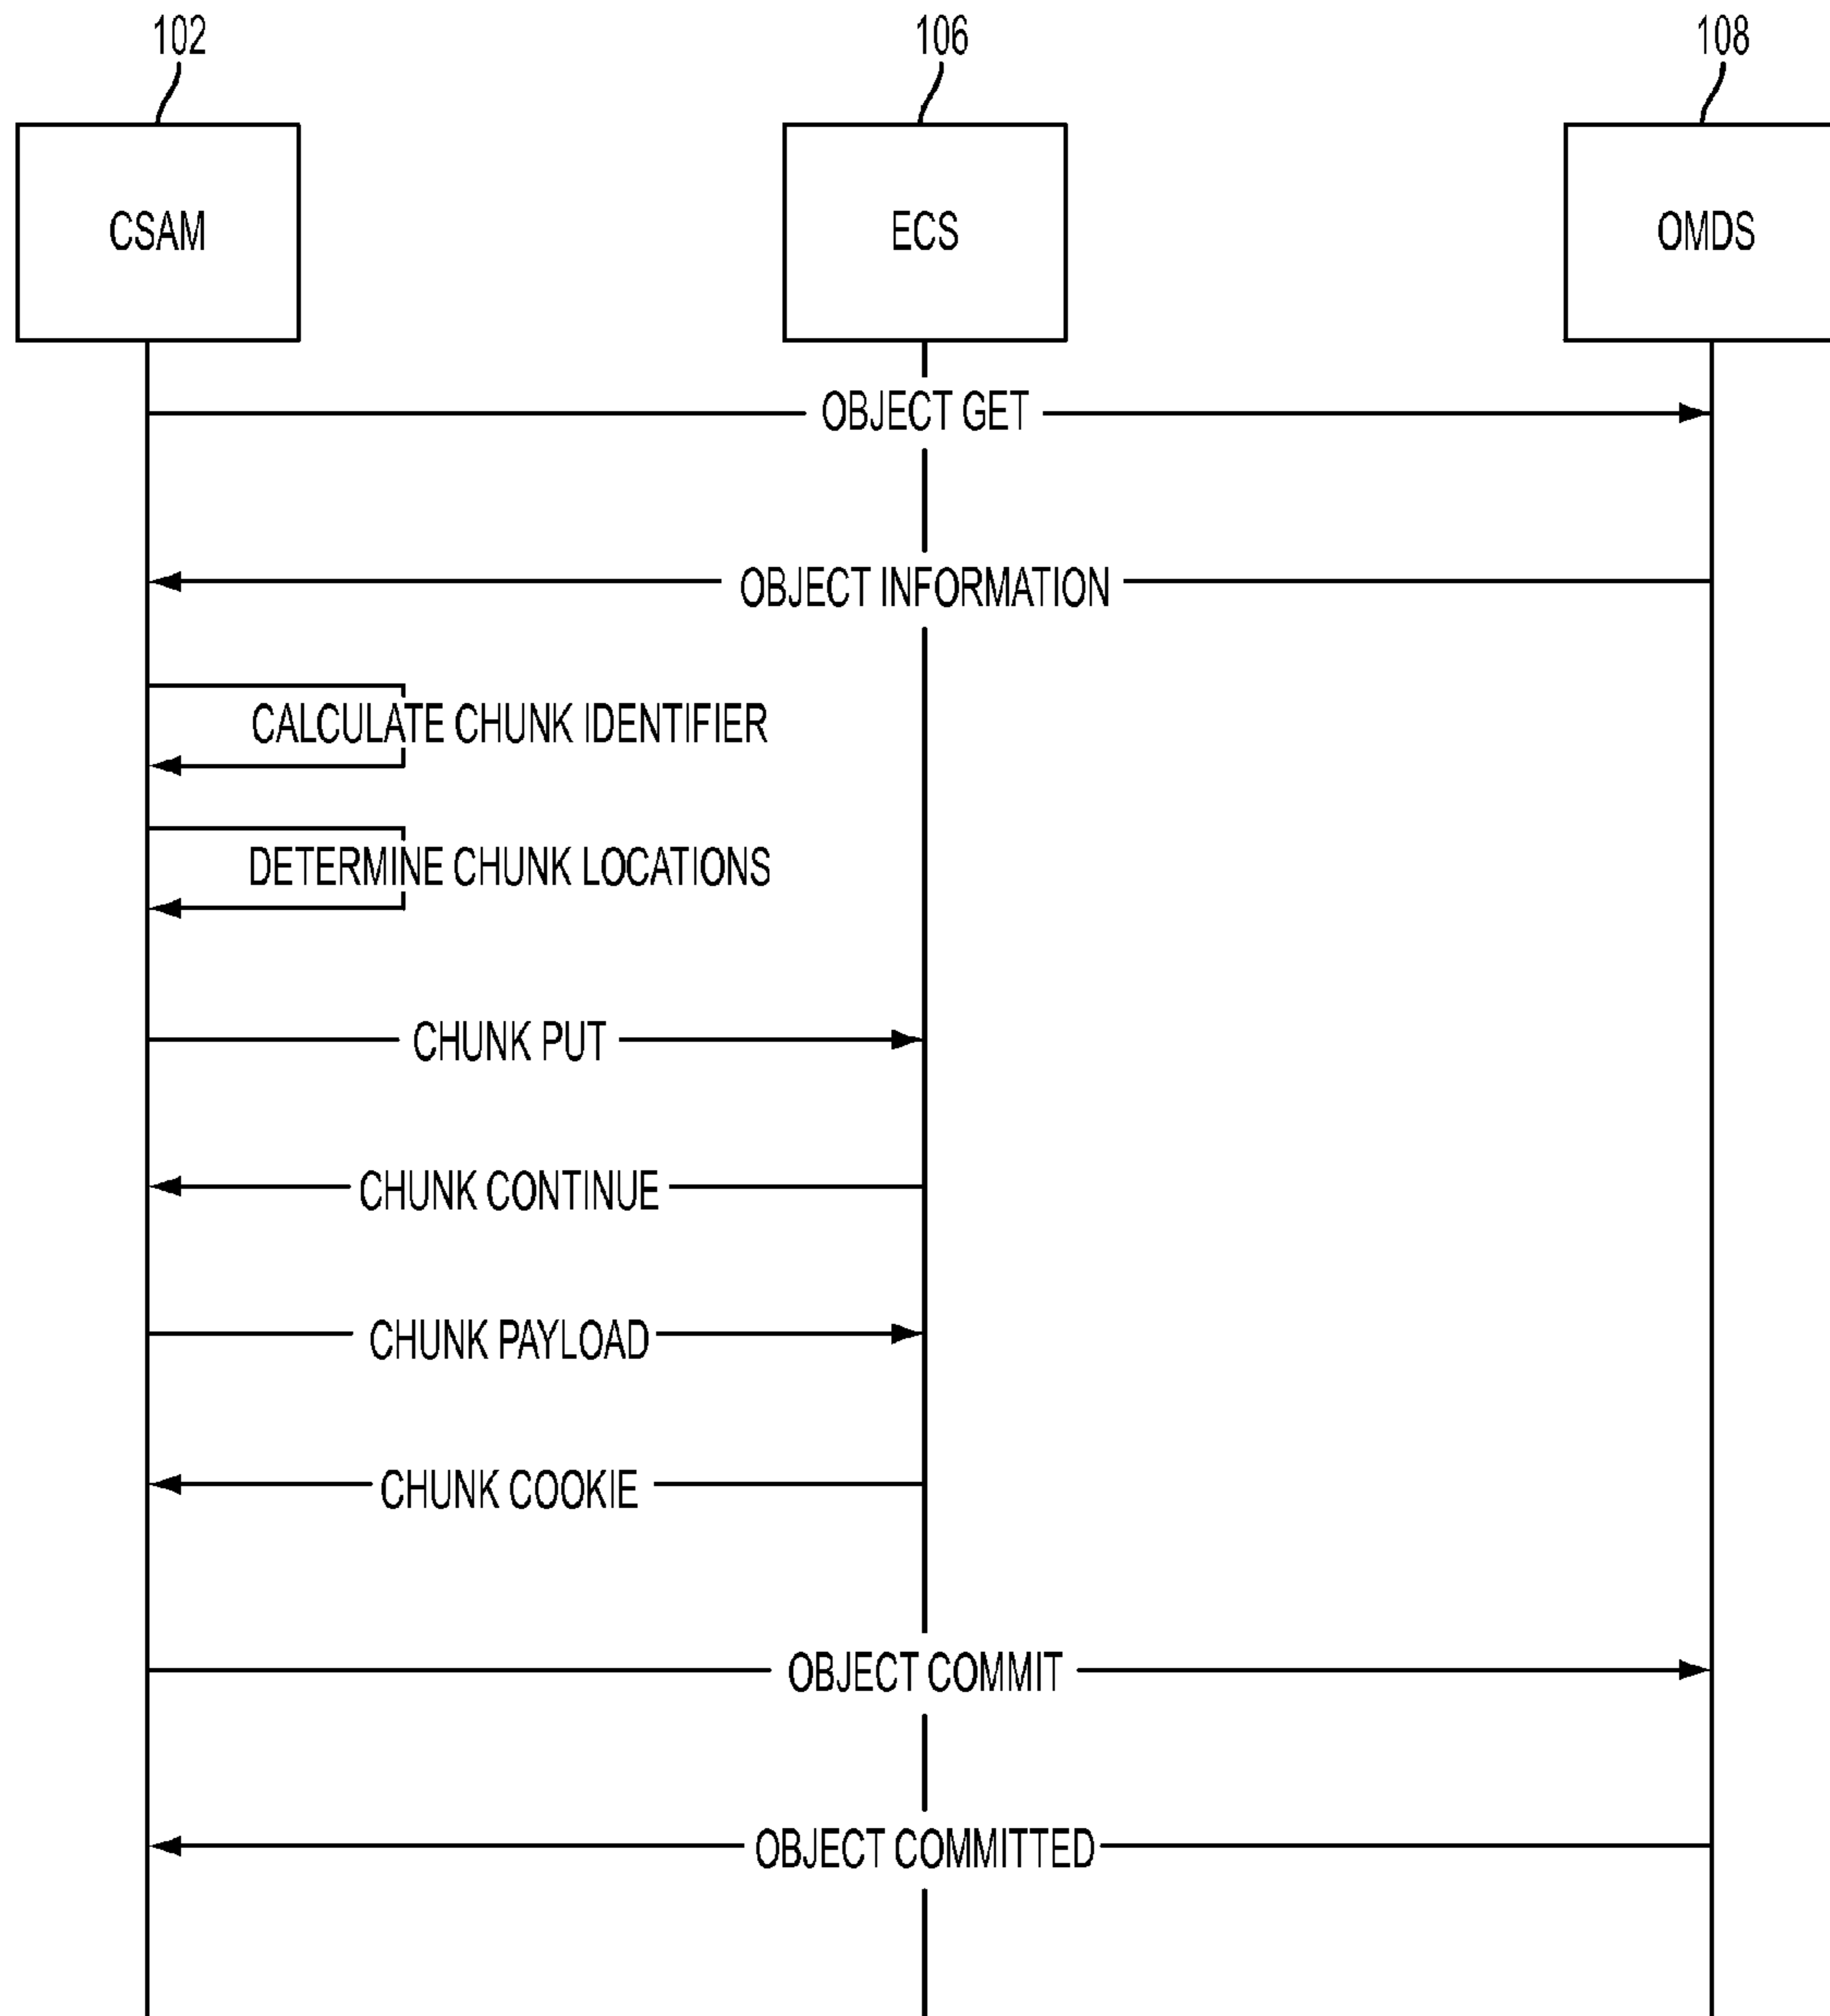 102
106
108
CSAM
ECS
OMDS
OBJECT GET
OBJECT INFORMATION
CALCULATE CHUNK IDENTIFIER
DETERMINE CHUNK LOCATIONS
CHUNK PUT
CHUNK CONTINUE
CHUNK PAYLOAD
CHUNK COOKIE
OBJECT COMMIT
OBJECT COMMITTED